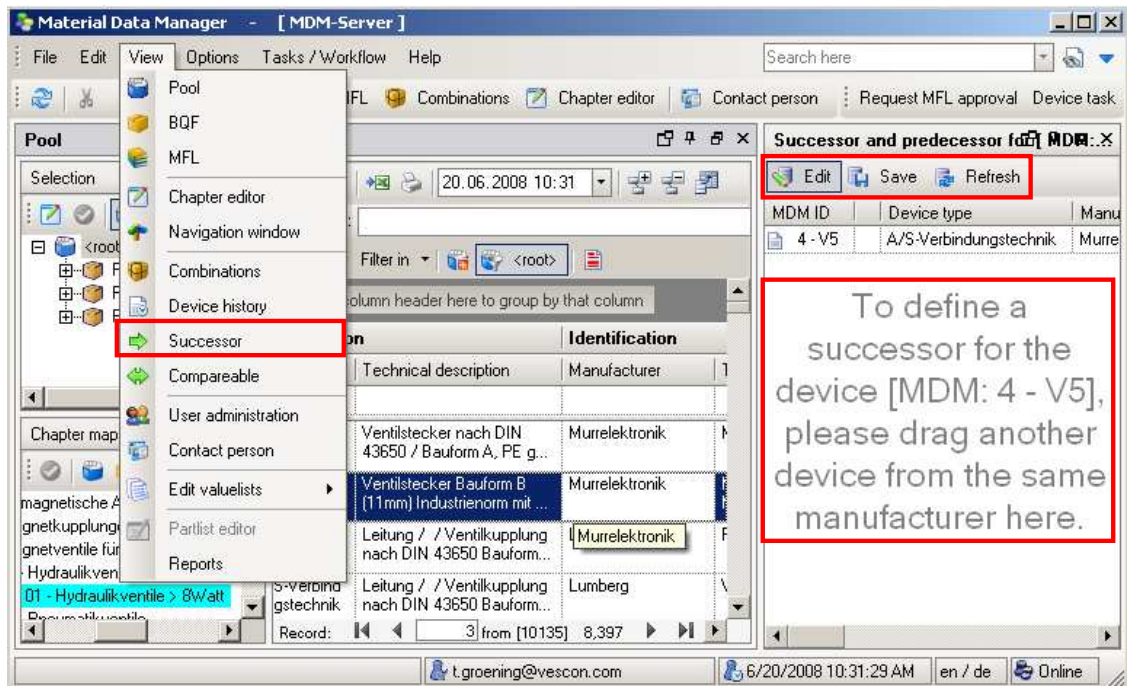 Material Data Manager - [ MDM-Server ]
File Edit View Options Tasks / Workflow Help
Search here
FL Combinations Chapter editor Contact person Request MFL approval Device task
Pool
BQF
MFL
Chapter editor
Navigation window
Combinations
Device history
Successor
Compareable
User administration
Contact person
Edit valuelists
Partlist editor
Reports
Pool
Selection
<root
Chapter map
magnetische A
gnetkupplung
gnetventile für
Hydraulikven
01 - Hydraulikventile > 8Watt
Pneumatikventile
20.06.2008 10:31
Filter in <root>
olumn header here to group by that column
on Identification
Technical description Manufacturer
Ventilstecker nach DIN
43650 / Bauform A, PE g...
Murrelektronik
Ventilstecker Bauform B
(11mm) Industrienorm mit ...
Murrelektronik
Leitung / / Ventilkupplung
nach DIN 43650 Bauform...
Murrelektronik
S-Verbind
gstechnik
Leitung / / Ventilkupplung
nach DIN 43650 Bauform...
Lumberg
Record: 3 from [10135] 8,397
Successor and predecessor fo [ MDM:.
Edit Save Refresh
MDM ID Device type Manu
4 - V5 A/S-Verbindungstechnik Murre
To define a
successor for the
device [MDM: 4 - V5],
please drag another
device from the same
manufacturer here.
t.groening@vescon.com 6/20/2008 10:31:29 AM en / de Online